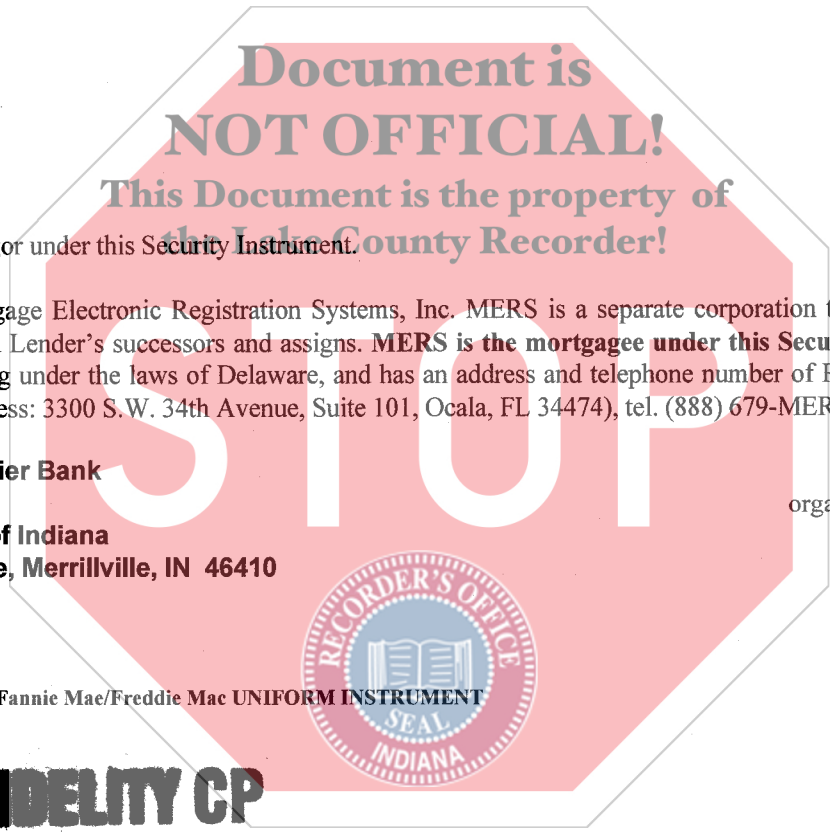 Document is
NOT OFFICIAL!
This Document is the property of
the Lake County Recorder!
or under this Security Instrument.
gage Electronic Registration Systems, Inc. MERS is a separate corporation t
Lender's successors and assigns. MERS is the mortgagee under this Secu
g under the laws of Delaware, and has an address and telephone number of
ess: 3300 S.W. 34th Avenue, Suite 101, Ocala, FL 34474), tel. (888) 679-MER
STOP
ier Bank
orga
f Indiana
e, Merrillville, IN 46410
RECORDER'S OFFICE
SEAL
INDIANA
Fannie Mae/Freddie Mac UNIFORM INSTRUMENT
IDELITY CP